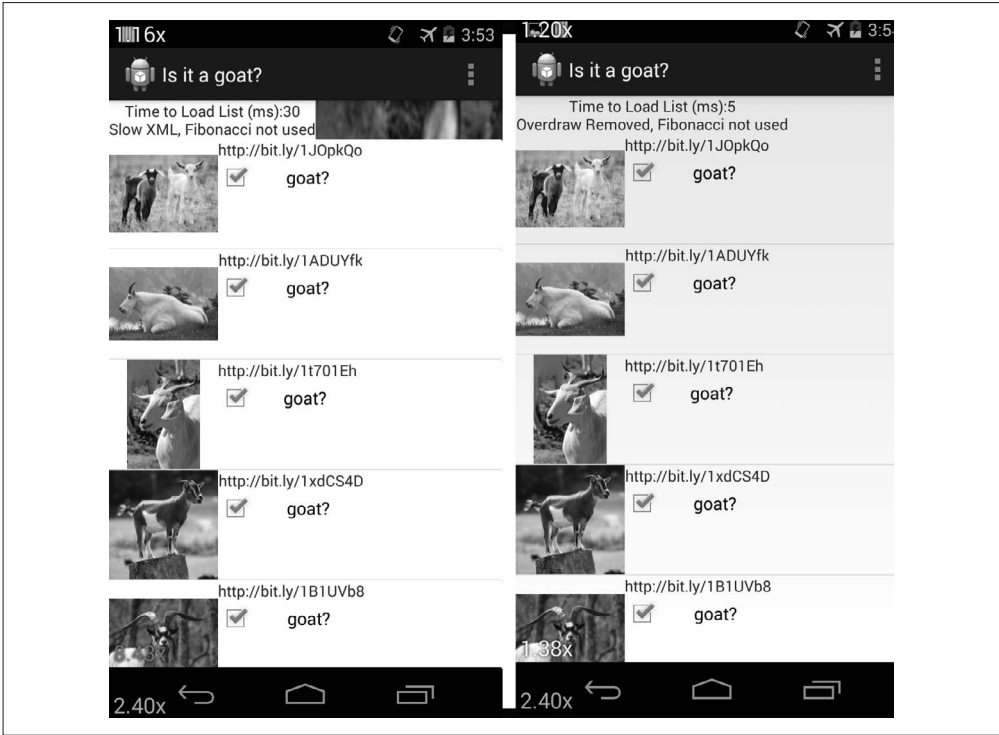 3:53
Is it a goat?
Time to Load List (ms):30
Slow XML, Fibonacci not used
http://bit.ly/1JOpkQo
goat?
http://bit.ly/1ADUYfk
goat?
http://bit.ly/1t701Eh
goat?
http://bit.ly/1xdCS4D
goat?
http://bit.ly/1B1UVb8
goat?
2.40x
1.20x
Is it a goat?
Time to Load List (ms):5
Overdraw Removed, Fibonacci not used
http://bit.ly/1JOpkQo
goat?
http://bit.ly/1ADUYfk
goat?
http://bit.ly/1t701Eh
goat?
http://bit.ly/1xdCS4D
goat?
http://bit.ly/1B1UVb8
goat?
1.38x
2.40x